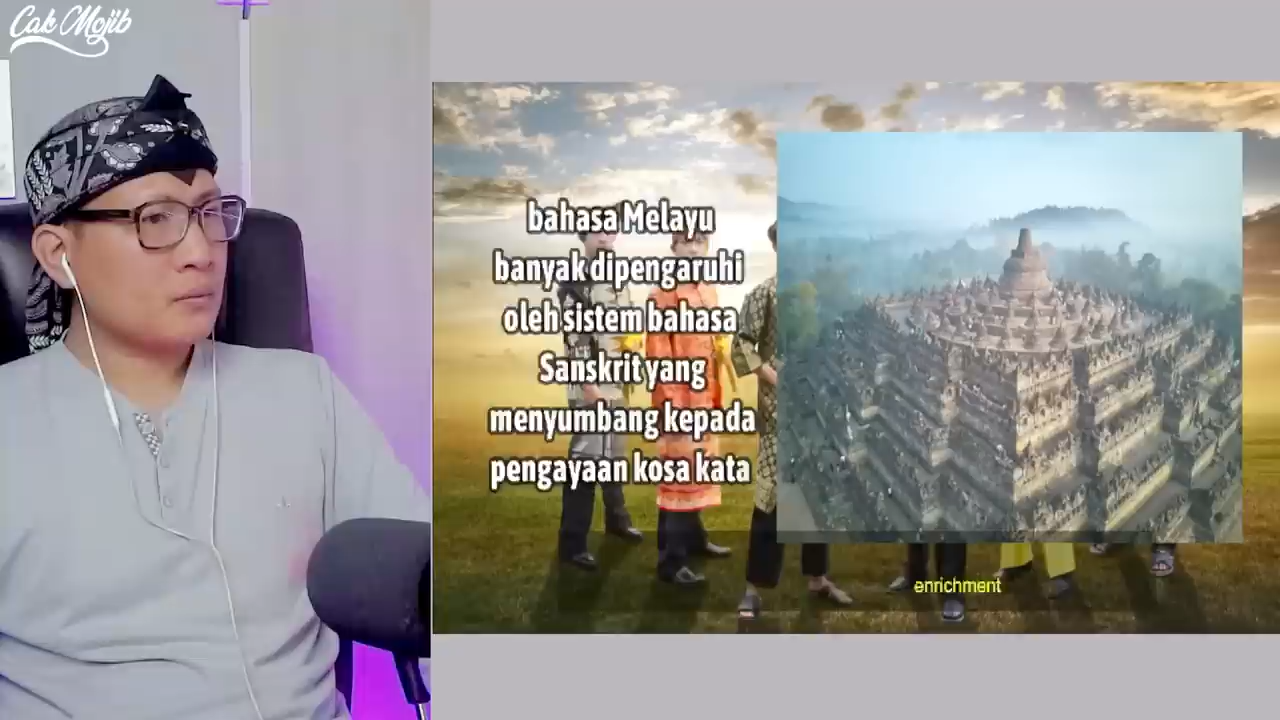 Cak Mojib
bahasa Melayu
banyak dipengaruhi
oleh sistem bahasa
Sanskrit yang
menyumbang kepada
pengayaan kosa kata
enrichment